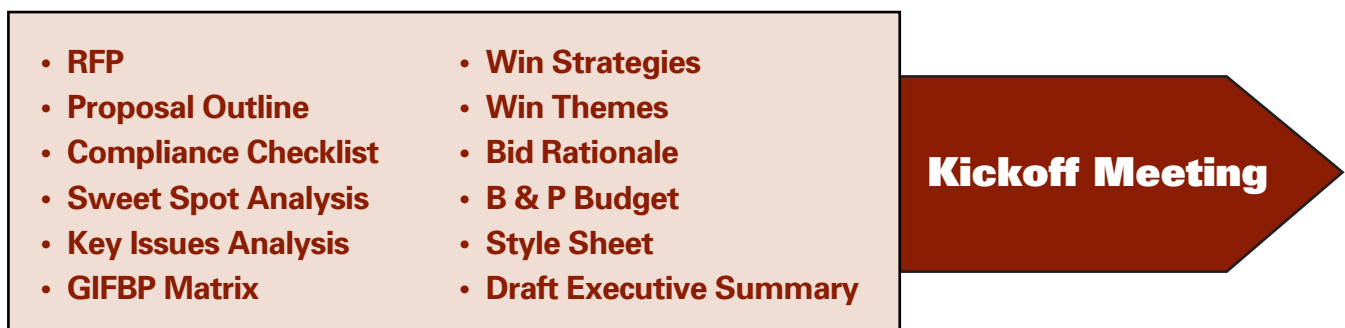 • RFP
• Proposal Outline
• Compliance Checklist
• Sweet Spot Analysis
• Key Issues Analysis
• GIFBP Matrix
• Win Strategies
• Win Themes
• Bid Rationale
• B & P Budget
• Style Sheet
• Draft Executive Summary
Kickoff Meeting